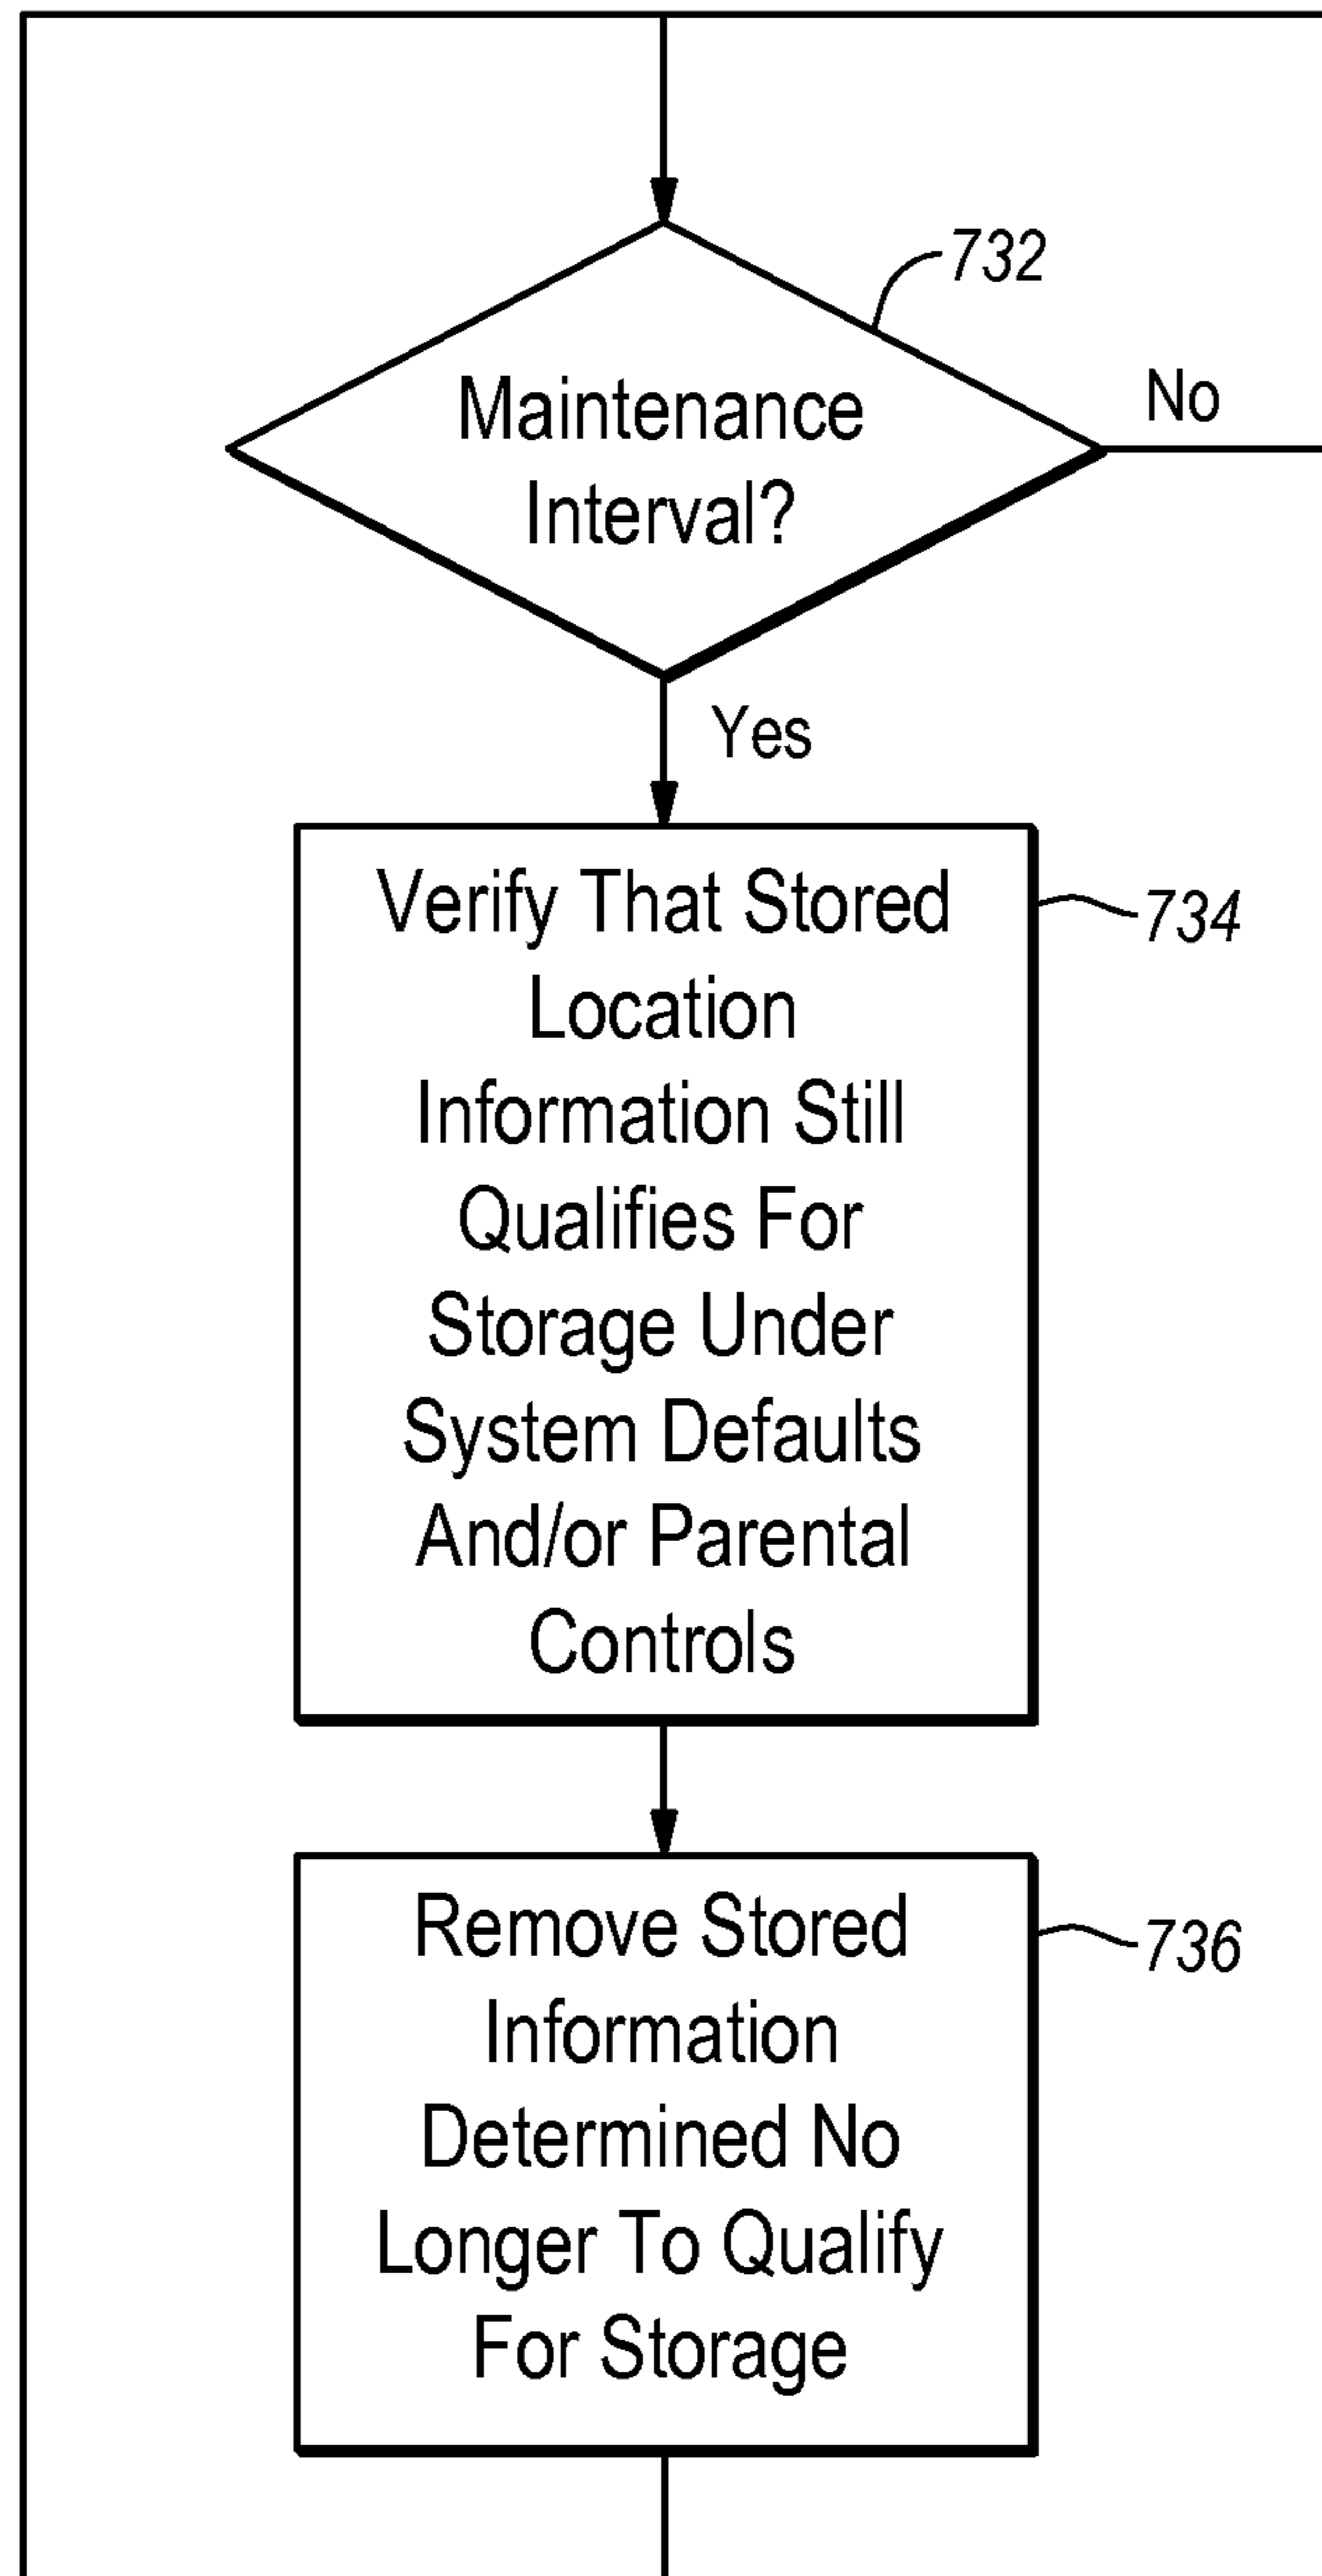 732
Maintenance
Interval?
No
Yes
Verify That Stored
Location
Information Still
Qualifies For
Storage Under
System Defaults
And/or Parental
Controls
734
Remove Stored
Information
Determined No
Longer To Qualify
For Storage
736